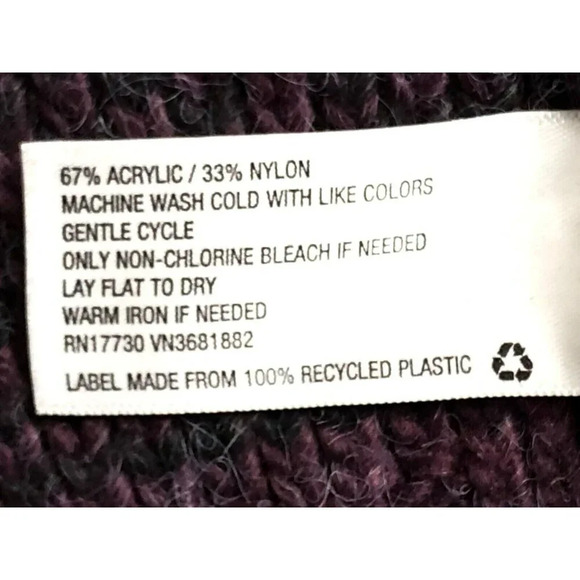 67% ACRYLIC / 33% NYLON
MACHINE WASH COLD WITH LIKE COLORS
GENTLE CYCLE
ONLY NON-CHLORINE BLEACH IF NEEDED
LAY FLAT TO DRY
WARM IRON IF NEEDED
RN17730 VN3681882
LABEL MADE FROM 100% RECYCLED PLASTIC